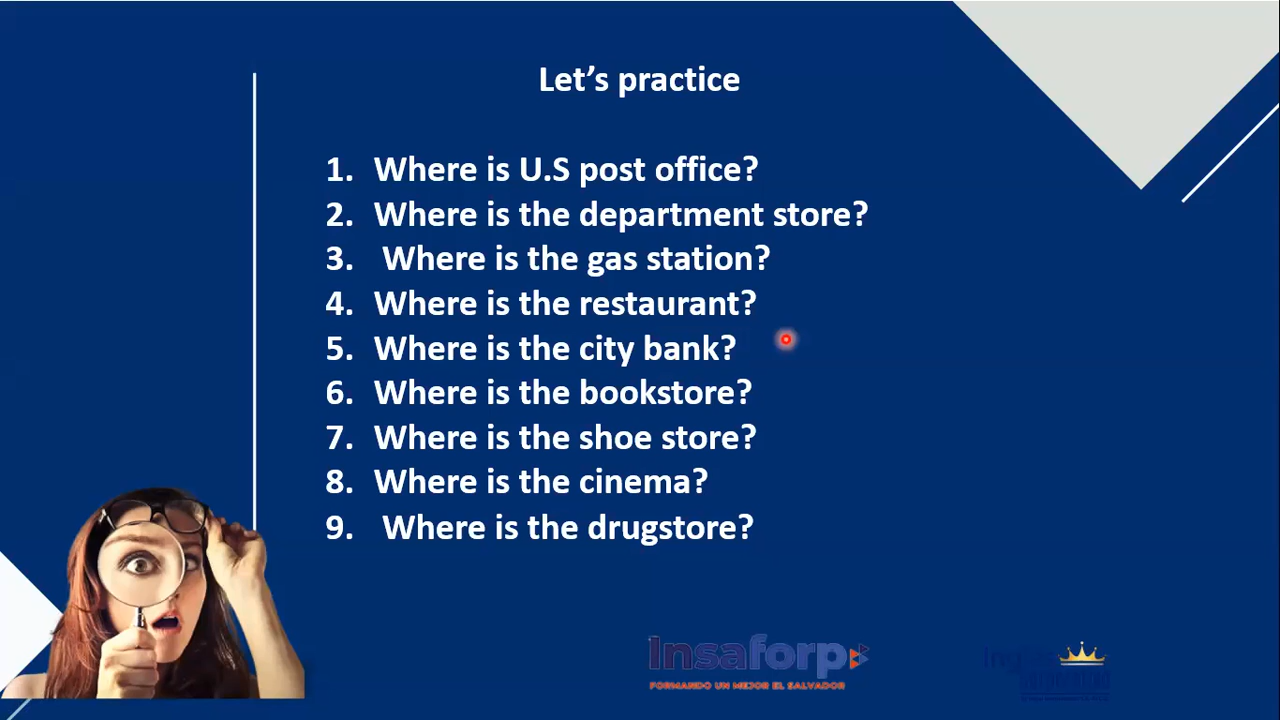 Let’s practice
1. Where is U.S post office?
2. Where is the department store?
3. Where is the gas station?
4. Where is the restaurant?
5. Where is the city bank?
6. Where is the bookstore?
7. Where is the shoe store?
8. Where is the cinema?
9. Where is the drugstore?
Insaforp
FORMANDO UN MEJOR EL SALVADOR